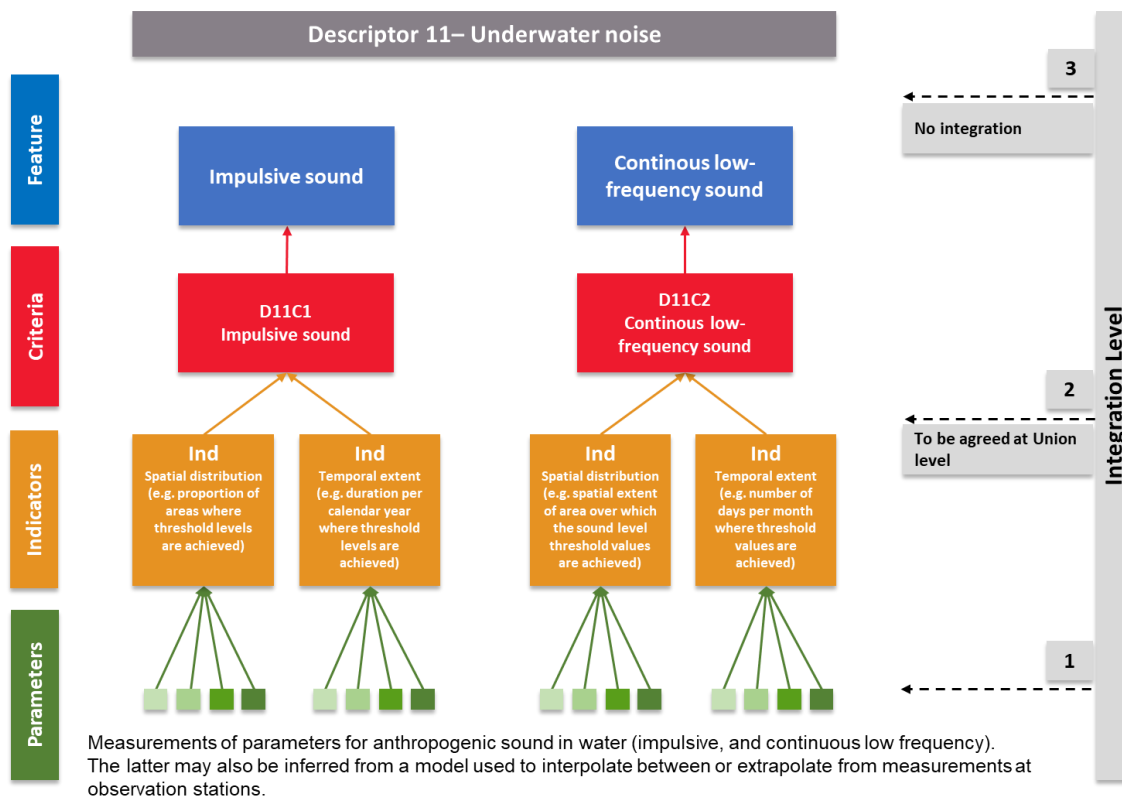 Descriptor 11– Underwater noise
3
No integration
Feature
Impulsive sound
Continous low-
frequency sound
Criteria
D11C1
Impulsive sound
D11C2
Continous low-
frequency sound
2
To be agreed at Union
level
Integration Level
Indicators
Ind
Spatial distribution
(e.g. proportion of
areas where
threshold levels
are achieved)
Ind
Temporal extent
(e.g. duration per
calendar year
where threshold
levels are
achieved)
Ind
Spatial distribution
(e.g. spatial extent
of area over which
the sound level
threshold values
are achieved)
Ind
Temporal extent
(e.g. number of
days per month
where threshold
values are
achieved)
1
Parameters
Measurements of parameters for anthropogenic sound in water (impulsive, and continuous low frequency).
The latter may also be inferred from a model used to interpolate between or extrapolate from measurements at
observation stations.